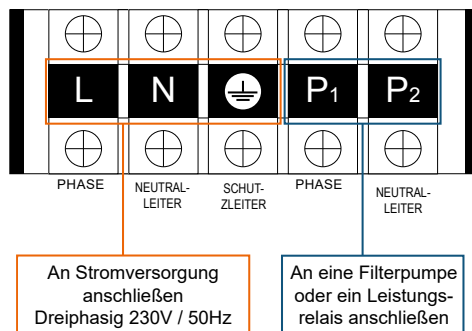 L N P1 P2
PHASE NEUTRAL-LEITER SCHUT-ZLEITER PHASE NEUTRAL-LEITER
An Stromversorgung
anschließen
Dreiphasig 230V / 50Hz
An eine Filterpumpe
oder ein Leistungs-
relais anschließen